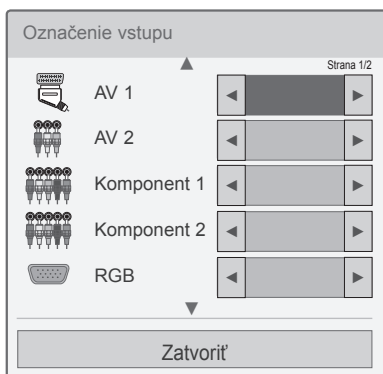 Označenie vstupu
Strana 1/2
AV 1
AV 2
Komponent 1
Komponent 2
RGB
Zatvoriť